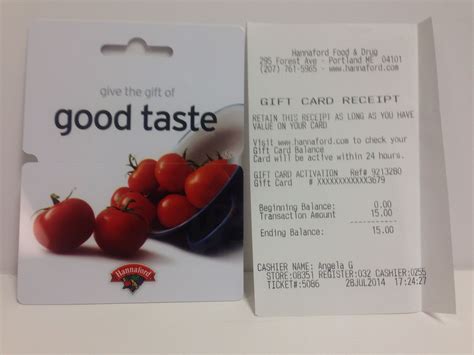 give the gift of
good taste
Hannaford
Hannaford Food & Drug
295 Forest Ave - Portland ME 04101
(207) 761-5965 - www.hannaford.com
GIFT CARD RECEIPT
RETAIN THIS RECEIPT AS LONG AS YOU HAVE
VALUE ON YOUR CARD
Visit www.hannaford.com to check your
Gift Card Balance
Card will be active within 24 hours.
GIFT CARD ACTIVATION Ref# 9213280
Gift Card # XXXXXXXXXXXX3679
Beginning Balance: 0.00
Transaction Amount 15.00
Ending Balance: 15.00
CASHIER NAME: Angela G
STORE:08351 REGISTER:032 CASHIER:0255
TICKET#:5086 28JUL2014 17:24:27